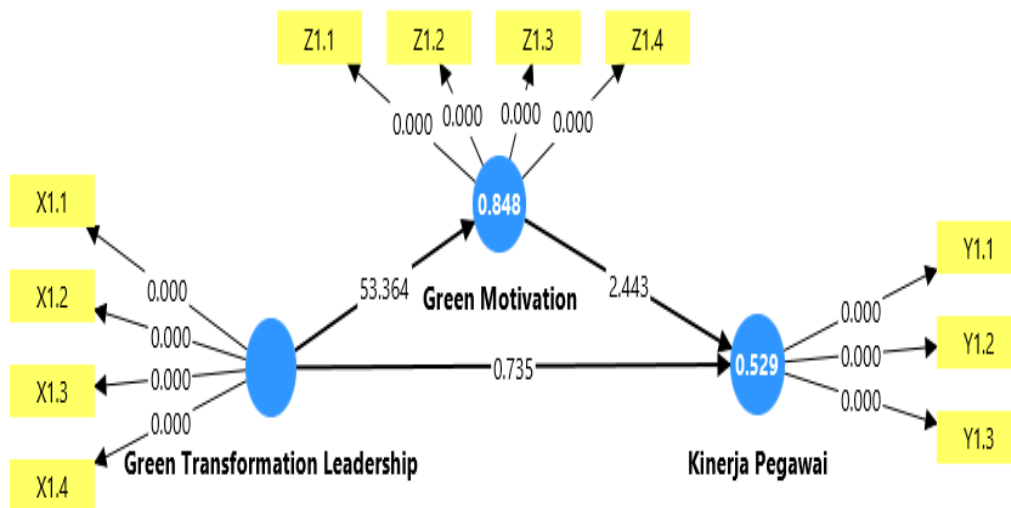 Z1.1
Z1.2
Z1.3
Z1.4
0.000
0.000
0.000
0.000
0.848
Green Motivation
X1.1
X1.2
X1.3
X1.4
0.000
0.000
0.000
0.000
53.364
2.443
0.735
Green Transformation Leadership
0.529
Kinerja Pegawai
0.000
0.000
0.000
Y1.1
Y1.2
Y1.3